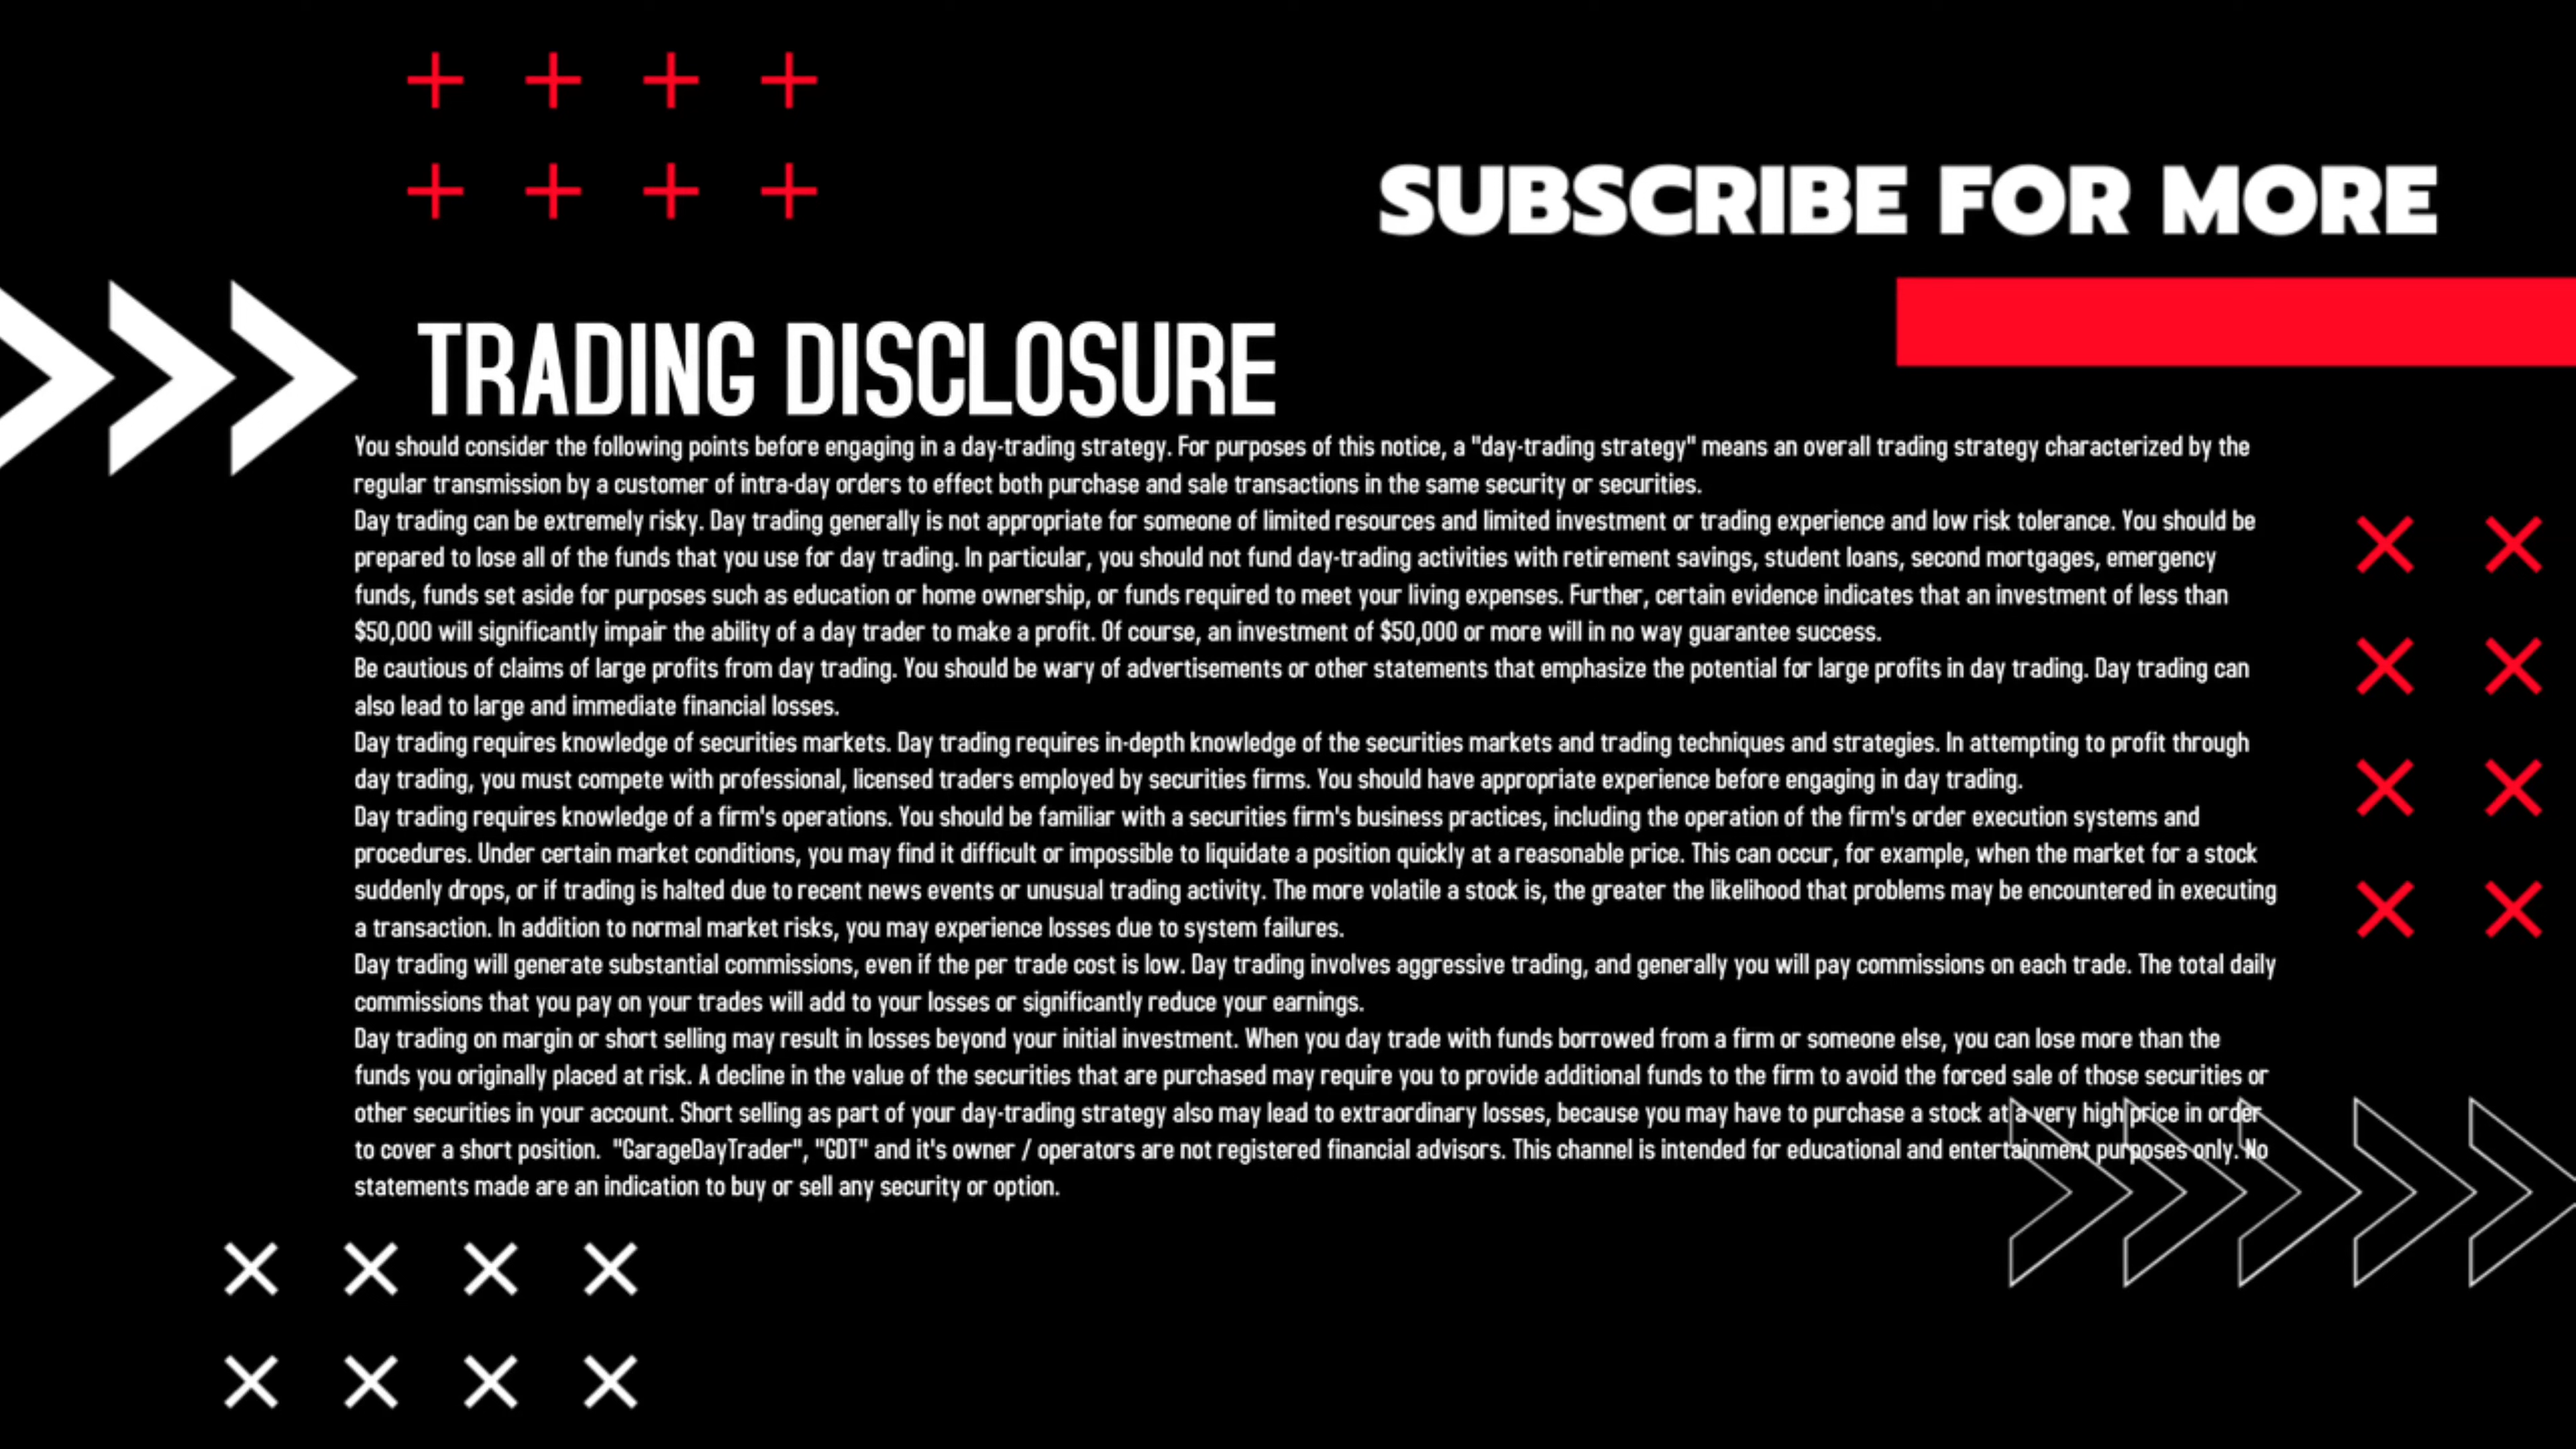 SUBSCRIBE FOR MORE
TRADING DISCLOSURE
You should consider the following points before engaging in a day-trading strategy. For purposes of this notice, a "day-trading strategy" means an overall trading strategy characterized by the
regular transmission by a customer of intra-day orders to effect both purchase and sale transactions in the same security or securities.
Day trading can be extremely risky. Day trading generally is not appropriate for someone of limited resources and limited investment or trading experience and low risk tolerance. You should be
prepared to lose all of the funds that you use for day trading. In particular, you should not fund day-trading activities with retirement savings, student loans, second mortgages, emergency
funds, funds set aside for purposes such as education or home ownership, or funds required to meet your living expenses. Further, certain evidence indicates that an investment of less than
$50,000 will significantly impair the ability of a day trader to make a profit. Of course, an investment of $50,000 or more will in no way guarantee success.
Be cautious of claims of large profits from day trading. You should be wary of advertisements or other statements that emphasize the potential for large profits in day trading. Day trading can
also lead to large and immediate financial losses.
Day trading requires knowledge of securities markets. Day trading requires in-depth knowledge of the securities markets and trading techniques and strategies. In attempting to profit through
day trading, you must compete with professional, licensed traders employed by securities firms. You should have appropriate experience before engaging in day trading.
Day trading requires knowledge of a firm's operations. You should be familiar with a securities firm's business practices, including the operation of the firm's order execution systems and
procedures. Under certain market conditions, you may find it difficult or impossible to liquidate a position quickly at a reasonable price. This can occur, for example, when the market for a stock
suddenly drops, or if trading is halted due to recent news events or unusual trading activity. The more volatile a stock is, the greater the likelihood that problems may be encountered in executing
a transaction. In addition to normal market risks, you may experience losses due to system failures.
Day trading will generate substantial commissions, even if the per trade cost is low. Day trading involves aggressive trading, and generally you will pay commissions on each trade. The total daily
commissions that you pay on your trades will add to your losses or significantly reduce your earnings.
Day trading on margin or short selling may result in losses beyond your initial investment. When you day trade with funds borrowed from a firm or someone else, you can lose more than the
funds you originally placed at risk. A decline in the value of the securities that are purchased may require you to provide additional funds to the firm to avoid the forced sale of those securities or
other securities in your account. Short selling as part of your day-trading strategy also may lead to extraordinary losses, because you may have to purchase a stock at a very high price in order
to cover a short position. "GarageDayTrader", "GDT" and it's owner / operators are not registered financial advisors. This channel is intended for educational and entertainment purposes only. No
statements made are an indication to buy or sell any security or option.